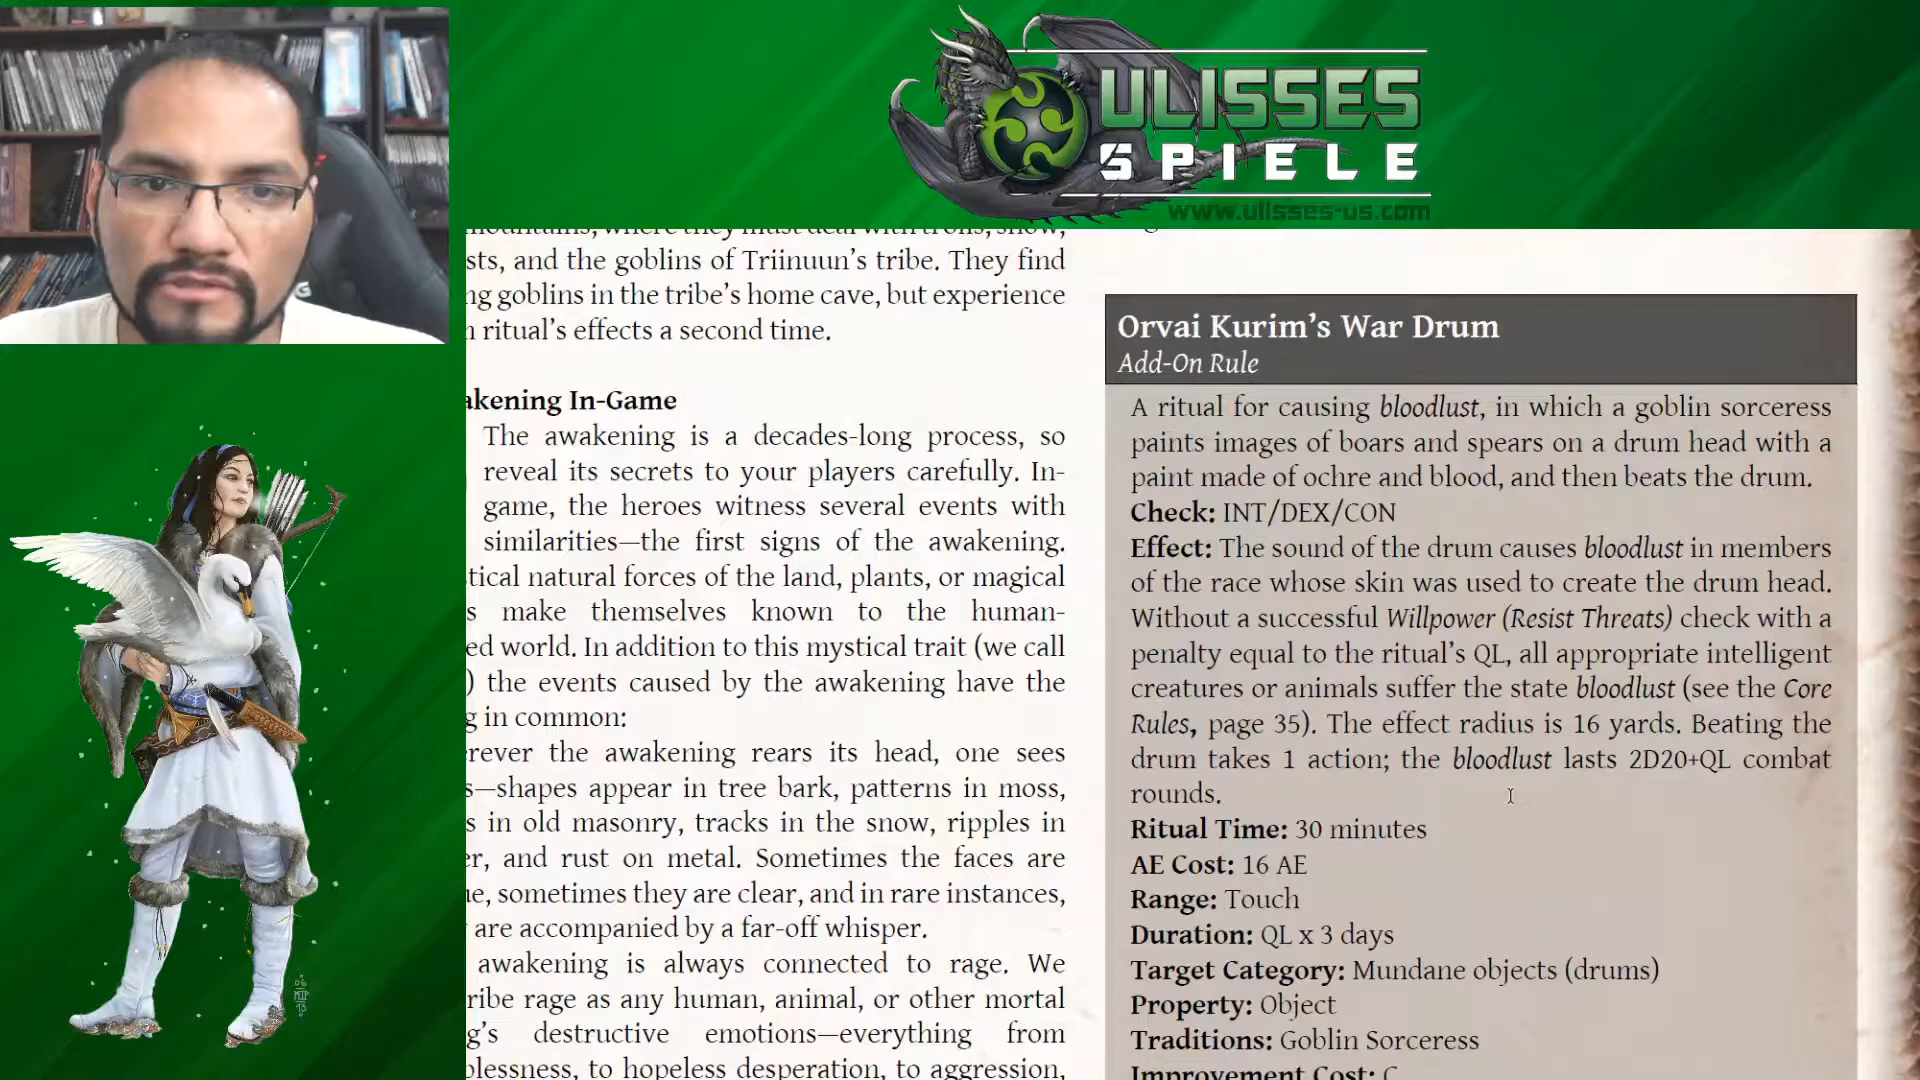 ULISSES
SPIELE
www.ulisses-us.com
mountains, where they must deal with trolls, snow,
sts, and the goblins of Triinuun’s tribe. They find
ng goblins in the tribe’s home cave, but experience
ritual’s effects a second time.
akening In-Game
The awakening is a decades-long process, so
reveal its secrets to your players carefully. In-
game, the heroes witness several events with
similarities—the first signs of the awakening.
tical natural forces of the land, plants, or magical
s make themselves known to the human-
ed world. In addition to this mystical trait (we call
) the events caused by the awakening have the
g in common:
rever the awakening rears its head, one sees
s—shapes appear in tree bark, patterns in moss,
s in old masonry, tracks in the snow, ripples in
er, and rust on metal. Sometimes the faces are
ue, sometimes they are clear, and in rare instances,
are accompanied by a far-off whisper.
awakening is always connected to rage. We
ribe rage as any human, animal, or other mortal
g’s destructive emotions—everything from
plessness, to hopeless desperation, to aggression,
Orvai Kurim’s War Drum
Add-On Rule
A ritual for causing bloodlust, in which a goblin sorceress
paints images of boars and spears on a drum head with a
paint made of ochre and blood, and then beats the drum.
Check: INT/DEX/CON
Effect: The sound of the drum causes bloodlust in members
of the race whose skin was used to create the drum head.
Without a successful Willpower (Resist Threats) check with a
penalty equal to the ritual’s QL, all appropriate intelligent
creatures or animals suffer the state bloodlust (see the Core
Rules, page 35). The effect radius is 16 yards. Beating the
drum takes 1 action; the bloodlust lasts 2D20+QL combat
rounds.
Ritual Time: 30 minutes
AE Cost: 16 AE
Range: Touch
Duration: QL x 3 days
Target Category: Mundane objects (drums)
Property: Object
Traditions: Goblin Sorceress
Improvement Cost: C